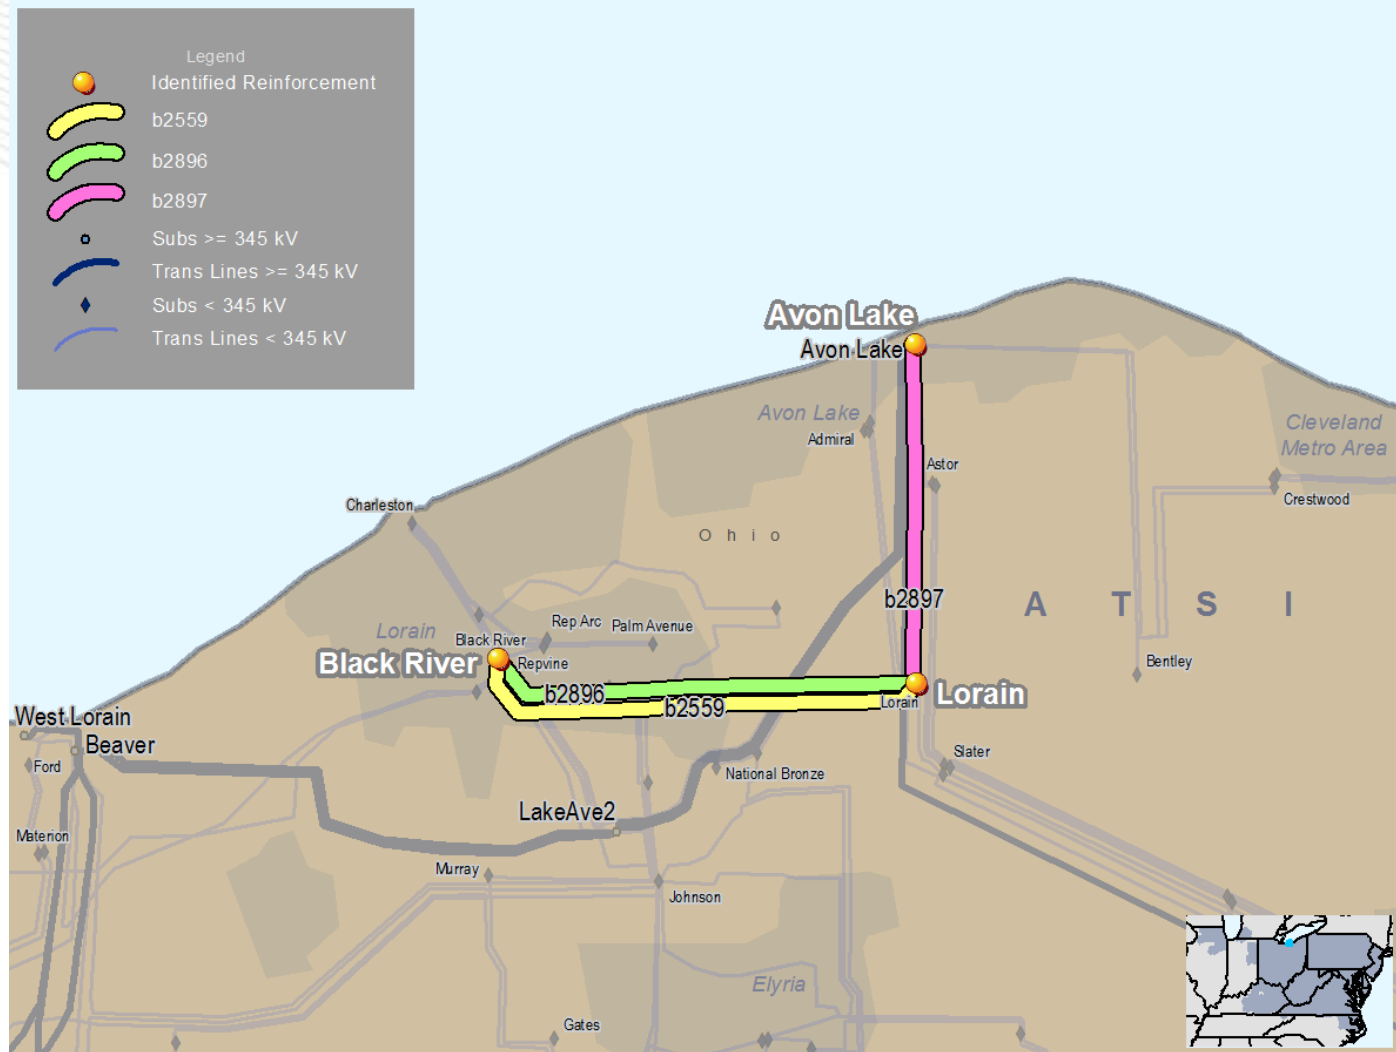 Legend
Identified Reinforcement
b2559
b2896
b2897
Subs >= 345 kV
Trans Lines >= 345 kV
Subs < 345 kV
Trans Lines < 345 kV
Avon Lake
Avon Lake
Avon Lake
Admiral
Cleveland
Metro Area
Astor
Crestwood
Charleston
Ohio
b2897
ATSI
Rep Arc
Palm Avenue
Lorain
Black River
Black River
Repvine
Bentley
b2896
b2559
Lorain
Lorain
West Lorain
Beaver
Ford
Slater
National Bronze
LakeAve2
Materion
Murray
Johnson
Elyria
Gates